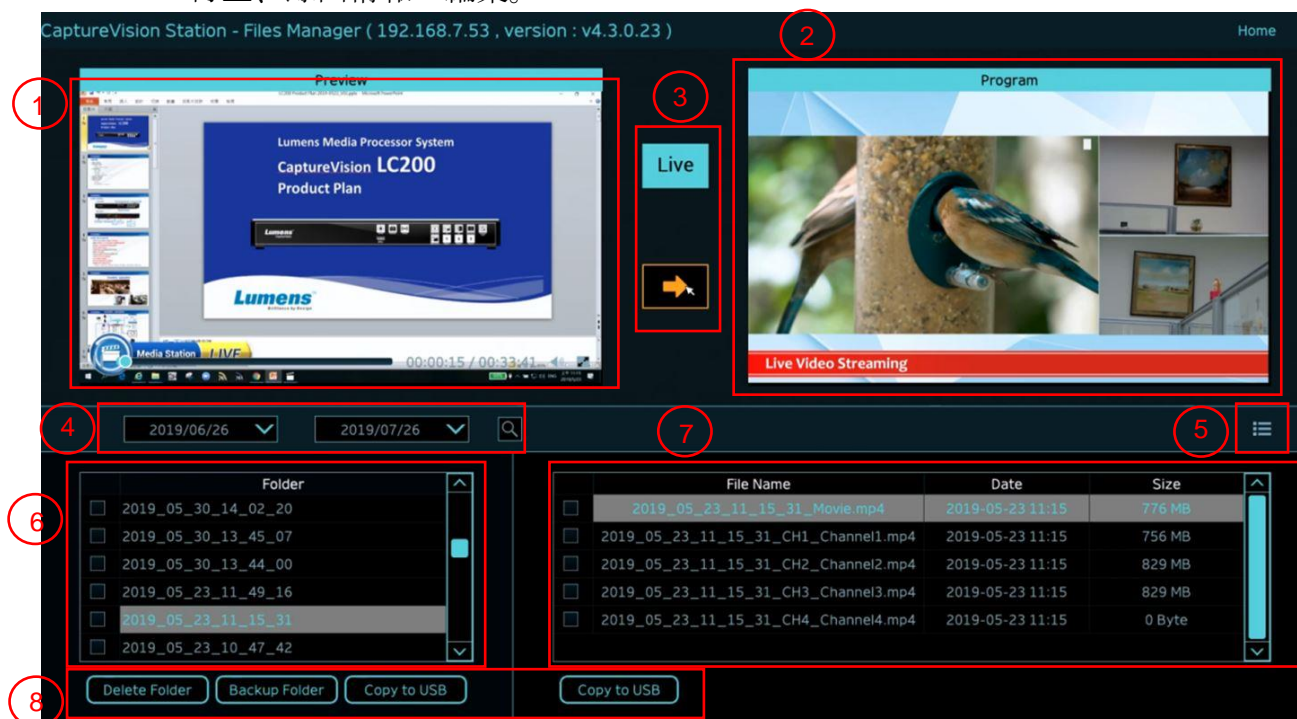 CaptureVision Station - Files Manager ( 192.168.7.53 , version : v4.3.0.23 )
Home
1
Preview
Lumens Media Processor System
CaptureVision LC200
Product Plan
Lumens
Lumens
Media Station
LIVE
00:00:15 / 00:33:41
3
Live
2
Program
Live Video Streaming
4
2019/06/26
2019/07/26
7
5
6
Folder
2019_05_30_14_02_20
2019_05_30_13_45_07
2019_05_30_13_44_00
2019_05_23_11_49_16
2019_05_23_11_15_31
2019_05_23_10_47_42
File Name Date Size
2019_05_23_11_15_31_Movie.mp4 2019-05-23 11:15 776 MB
2019_05_23_11_15_31_CH1_Channel1.mp4 2019-05-23 11:15 756 MB
2019_05_23_11_15_31_CH2_Channel2.mp4 2019-05-23 11:15 829 MB
2019_05_23_11_15_31_CH3_Channel3.mp4 2019-05-23 11:15 829 MB
2019_05_23_11_15_31_CH4_Channel4.mp4 2019-05-23 11:15 0 Byte
8
Delete Folder Backup Folder Copy to USB
Copy to USB